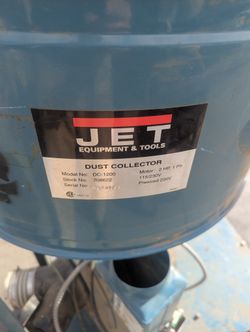 JET
EQUIPMENT & TOOLS
DUST COLLECTOR
Model No. DC-1200
Motor: 2 HP, 1 Ph
Stock No. 708622
115/230V
Serial No.
Prewired 230V